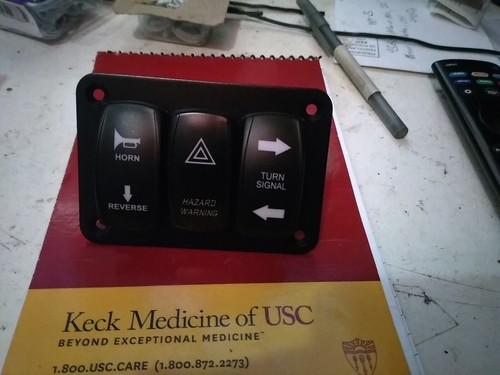 HORN
REVERSE
HAZARD
WARNING
TURN
SIGNAL
Keck Medicine of USC
BEYOND EXCEPTIONAL MEDICINE™
1.800.USC.CARE (1.800.872.2273)